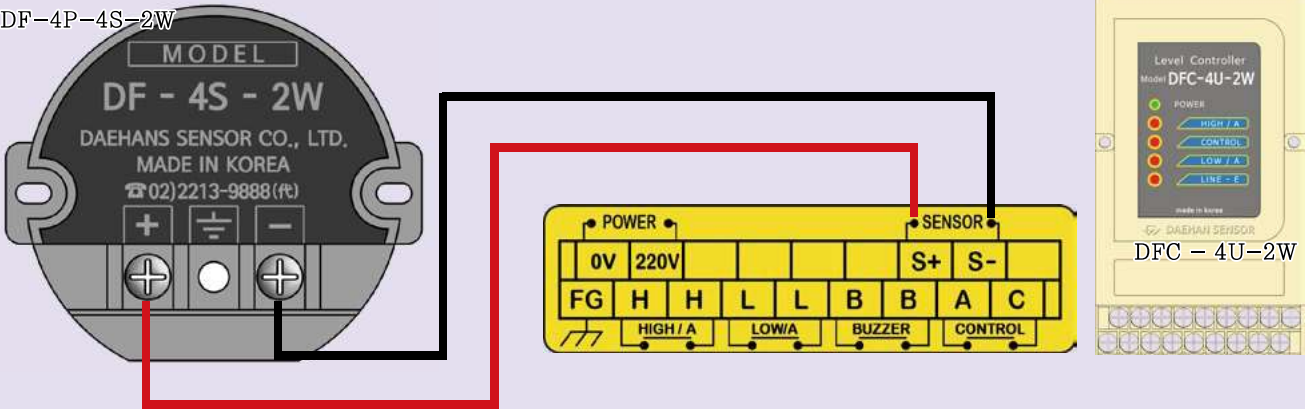 DF-4P-4S-2W
MODEL
DF - 4S - 2W
DAEHANS SENSOR CO., LTD.
MADE IN KOREA
☎02)2213-9888(代)
+ -
POWER SENSOR
0V 220V S+ S-
FG H H L L B B A C
HIGH / A LOW/A BUZZER CONTROL
Level Controller
Model DFC-4U-2W
POWER
HIGH / A
CONTROL
LOW / A
LINE - E
made in korea
DAEHAN SENSOR
DFC - 4U-2W